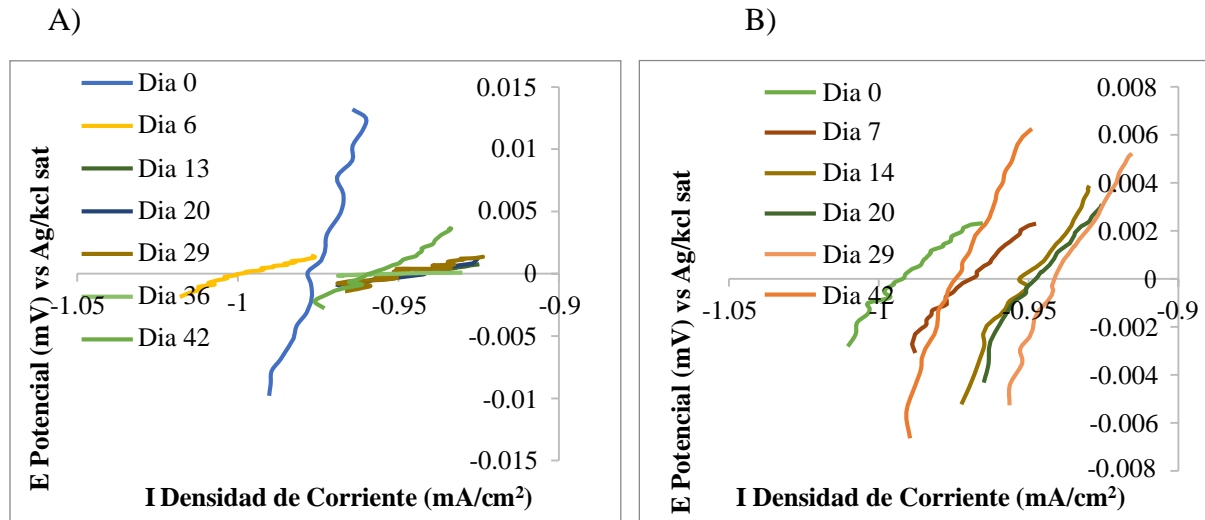 A)
B)
E Potencial (mV) vs Ag/kcl sat
Dia 0
Dia 6
Dia 13
Dia 20
Dia 29
Dia 36
Dia 42
0.015
0.01
0.005
0
-0.005
-0.01
-0.015
-1.05
-1
-0.95
-0.9
I Densidad de Corriente (mA/cm²)
E Potencial (mV) vs Ag/kcl sat
Dia 0
Dia 7
Dia 14
Dia 20
Dia 29
Dia 42
0.008
0.006
0.004
0.002
0
-0.002
-0.004
-0.006
-0.008
-1.05
-1
-0.95
-0.9
I Densidad de Corriente (mA/cm²)